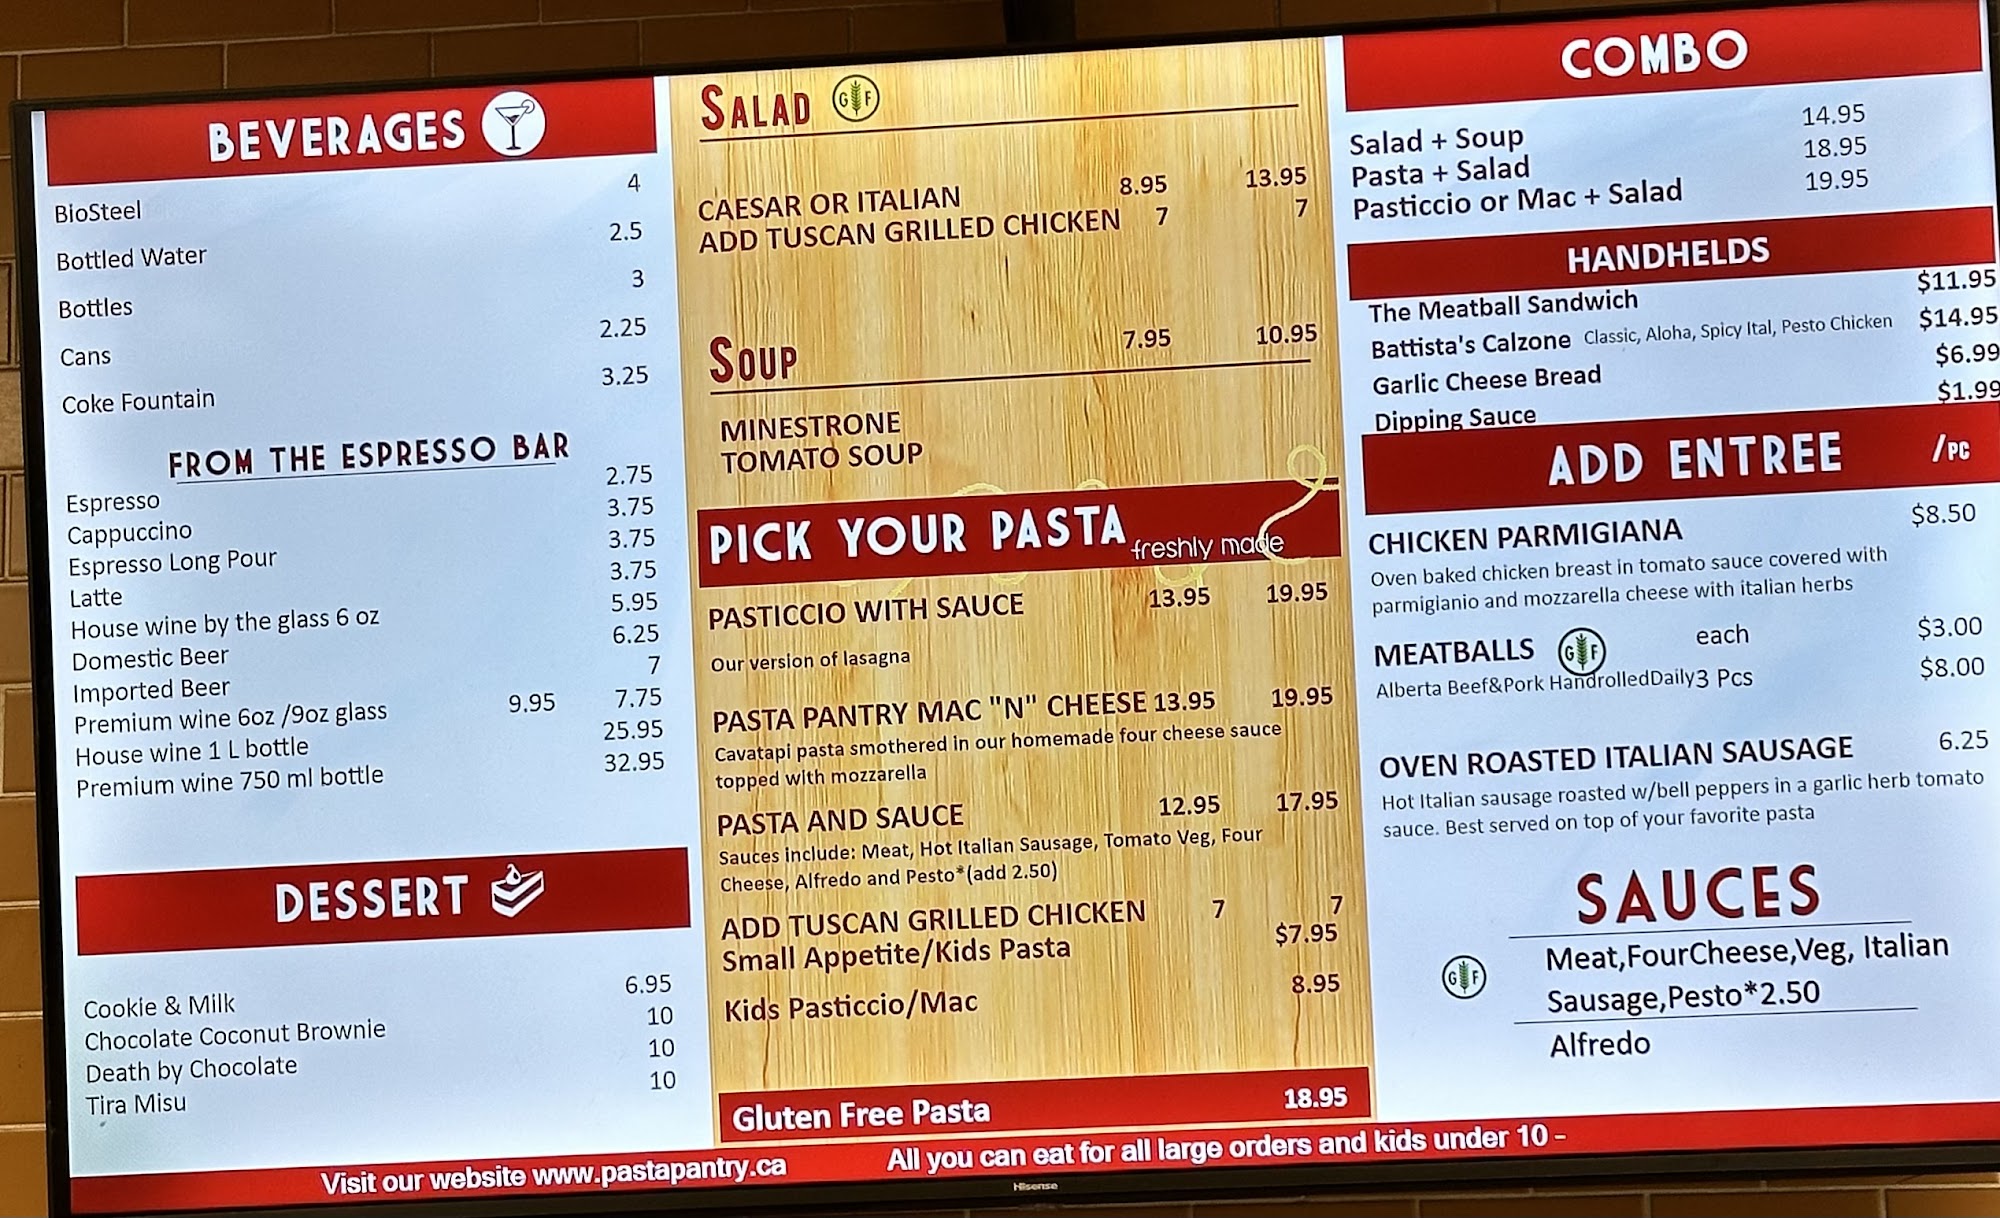 BEVERAGES
BioSteel 4
Bottled Water 2.5
Bottles 3
Cans 2.25
Coke Fountain 3.25
FROM THE ESPRESSO BAR
Espresso 2.75
Cappuccino 3.75
Espresso Long Pour 3.75
Latte 3.75
House wine by the glass 6 oz 5.95
Domestic Beer 6.25
Imported Beer 7
Premium wine 6oz /9oz glass 9.95 7.75
House wine 1 L bottle 25.95
Premium wine 750 ml bottle 32.95
DESSERT
Cookie & Milk 6.95
Chocolate Coconut Brownie 10
Death by Chocolate 10
Tira Misu 10
SALAD GF
CAESAR OR ITALIAN 8.95 13.95
ADD TUSCAN GRILLED CHICKEN 7 7
SOUP 7.95 10.95
MINESTRONE
TOMATO SOUP
PICK YOUR PASTA freshly made
PASTICCIO WITH SAUCE 13.95 19.95
Our version of lasagna
PASTA PANTRY MAC "N" CHEESE 13.95 19.95
Cavatapi pasta smothered in our homemade four cheese sauce
topped with mozzarella
PASTA AND SAUCE 12.95 17.95
Sauces include: Meat, Hot Italian Sausage, Tomato Veg, Four
Cheese, Alfredo and Pesto*(add 2.50)
ADD TUSCAN GRILLED CHICKEN 7 7
Small Appetite/Kids Pasta $7.95
Kids Pasticcio/Mac 8.95
Gluten Free Pasta 18.95
COMBO
Salad + Soup 14.95
Pasta + Salad 18.95
Pasticcio or Mac + Salad 19.95
HANDHELDS
The Meatball Sandwich $11.95
Battista's Calzone Classic, Aloha, Spicy Ital, Pesto Chicken $14.95
Garlic Cheese Bread $6.99
Dipping Sauce $1.99
ADD ENTREE /PC
CHICKEN PARMIGIANA $8.50
Oven baked chicken breast in tomato sauce covered with
parmigianio and mozzarella cheese with italian herbs
MEATBALLS GF each $3.00
Alberta Beef&Pork HandrolledDaily3 Pcs $8.00
OVEN ROASTED ITALIAN SAUSAGE 6.25
Hot Italian sausage roasted w/bell peppers in a garlic herb tomato
sauce. Best served on top of your favorite pasta
SAUCES
GF Meat,FourCheese,Veg, Italian
Sausage,Pesto*2.50
Alfredo
Visit our website www.pastapantry.ca All you can eat for all large orders and kids under 10 -
Hisense